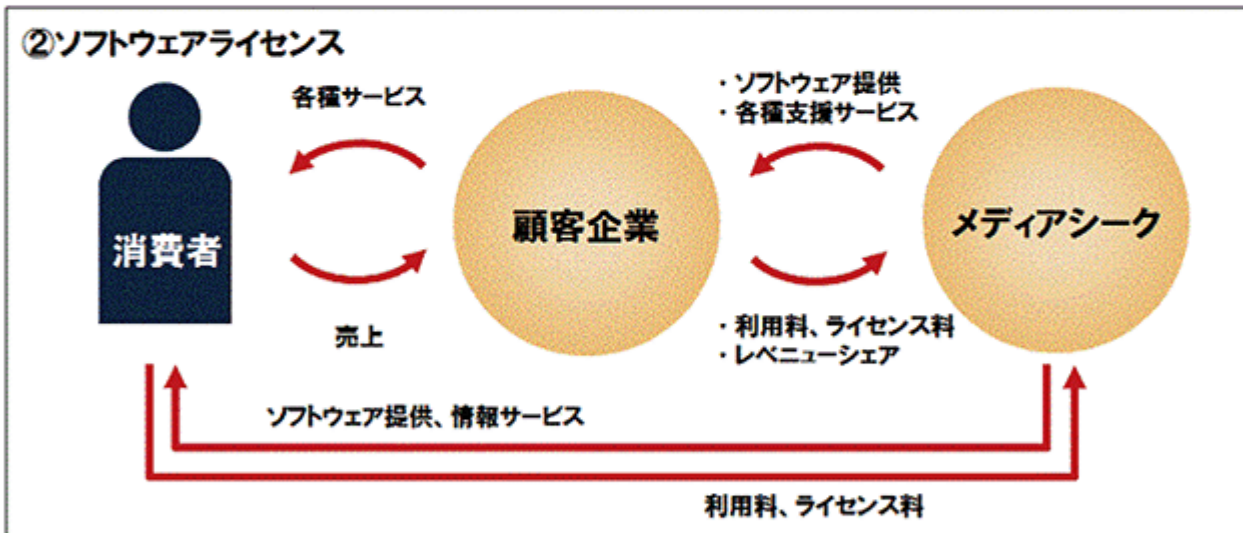 ②ソフトウェアライセンス
各種サービス
・ソフトウェア提供
・各種支援サービス
消費者
顧客企業
メディアシーク
売上
・利用料、ライセンス料
・レベニューシェア
ソフトウェア提供、情報サービス
利用料、ライセンス料